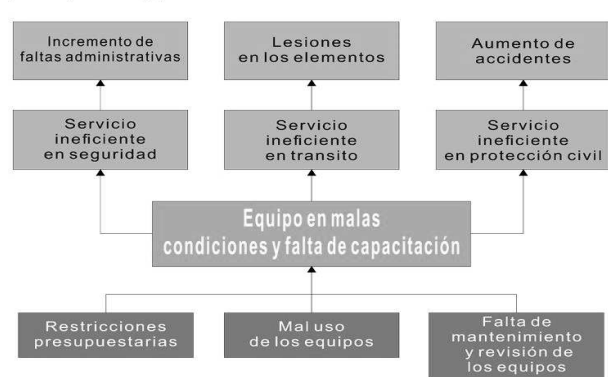 Incremento de
faltas administrativas
Lesiones
en los elementos
Aumento de
accidentes
Servicio
ineficiente
en seguridad
Servicio
ineficiente
en transito
Servicio
ineficiente
en protección civil
Equipo en malas
condiciones y falta de capacitación
Restricciones
presupuestarias
Mal uso
de los equipos
Falta de
mantenimiento
y revisión de
los equipos